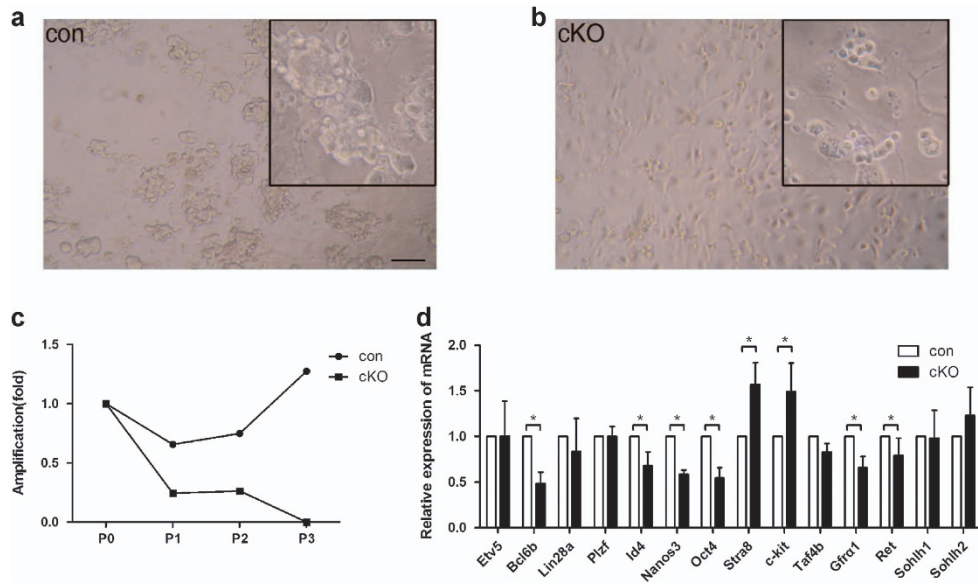 a
con
b
cKO
c
Amplification(fold)
1.5
1.0
0.5
0.0
P0
P1
P2
P3
con
cKO
d
Relative expression of mRNA
2.0
1.5
1.0
0.5
0.0
con
cKO
*
*
*
*
*
*
*
*
Etv5
Bcl6b
Lin28a
Plzf
Id4
Nanos3
Oct4
Stra8
c-kit
Taf4b
Gfrα1
Ret
Sohlh1
Sohlh2